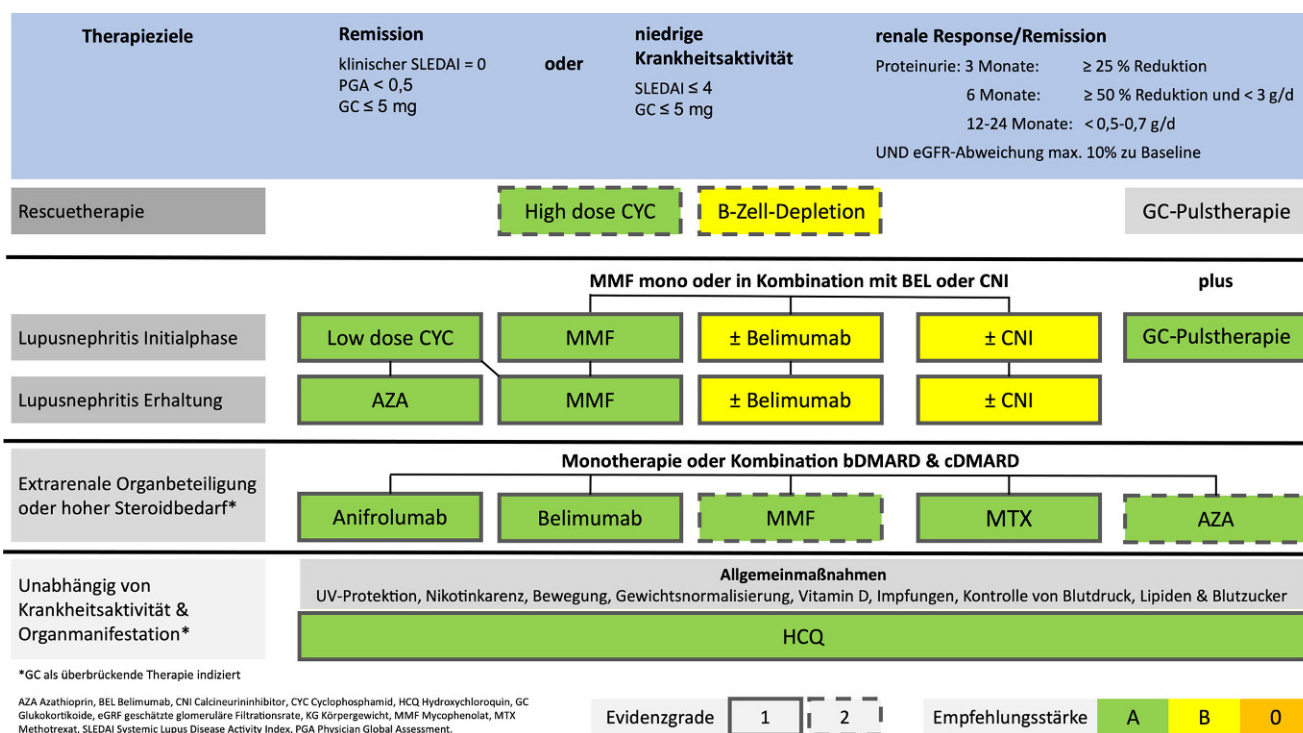 Therapieziele
Remission
klinischer SLEDAI = 0
PGA < 0,5
GC ≤ 5 mg
oder
niedrige
Krankheitsaktivität
SLEDAI ≤ 4
GC ≤ 5 mg
renale Response/Remission
Proteinurie: 3 Monate: ≥ 25 % Reduktion
6 Monate: ≥ 50 % Reduktion und < 3 g/d
12-24 Monate: < 0,5-0,7 g/d
UND eGFR-Abweichung max. 10% zu Baseline
Rescuetherapie
High dose CYC
B-Zell-Depletion
GC-Pulstherapie
MMF mono oder in Kombination mit BEL oder CNI
plus
Lupusnephritis Initialphase
Low dose CYC
MMF
± Belimumab
± CNI
GC-Pulstherapie
Lupusnephritis Erhaltung
AZA
MMF
± Belimumab
± CNI
Monotherapie oder Kombination bDMARD & cDMARD
Extrarenale Organbeteiligung
oder hoher Steroidbedarf*
Anifrolumab
Belimumab
MMF
MTX
AZA
Unabhängig von
Krankheitsaktivität &
Organmanifestation*
Allgemeinmaßnahmen
UV-Protektion, Nikotinkarenz, Bewegung, Gewichtsnormalisierung, Vitamin D, Impfungen, Kontrolle von Blutdruck, Lipiden & Blutzucker
HCQ
*GC als überbrückende Therapie indiziert
AZA Azathioprin, BEL Belimumab, CNI Calcineurininhibitor, CYC Cyclophosphamid, HCQ Hydroxychloroquin, GC
Glukokortikoide, eGRF geschätzte glomeruläre Filtrationsrate, KG Körpergewicht, MMF Mycophenolat, MTX
Methotrexat, SLEDAI Systemic Lupus Disease Activity Index, PGA Physician Global Assessment.
Evidenzgrade
1
2
Empfehlungsstärke
A
B
0